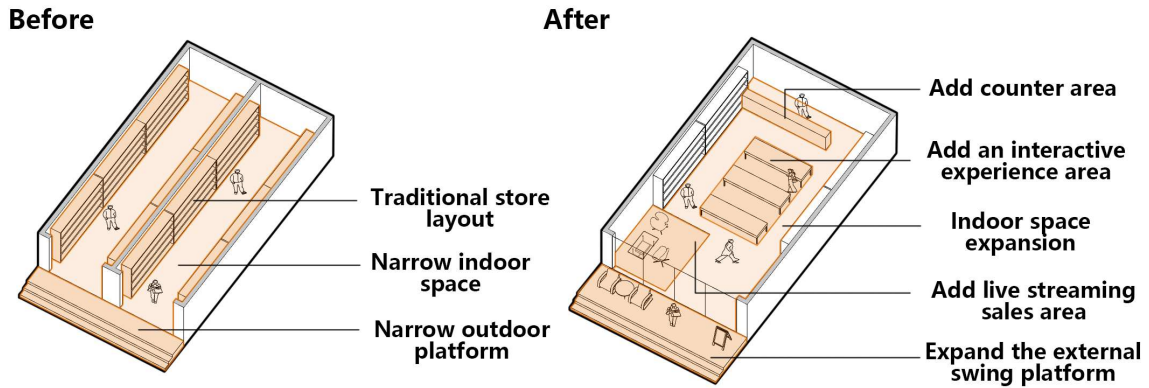 Before
After
Traditional store
layout
Narrow indoor
space
Narrow outdoor
platform
Add counter area
Add an interactive
experience area
Indoor space
expansion
Add live streaming
sales area
Expand the external
swing platform